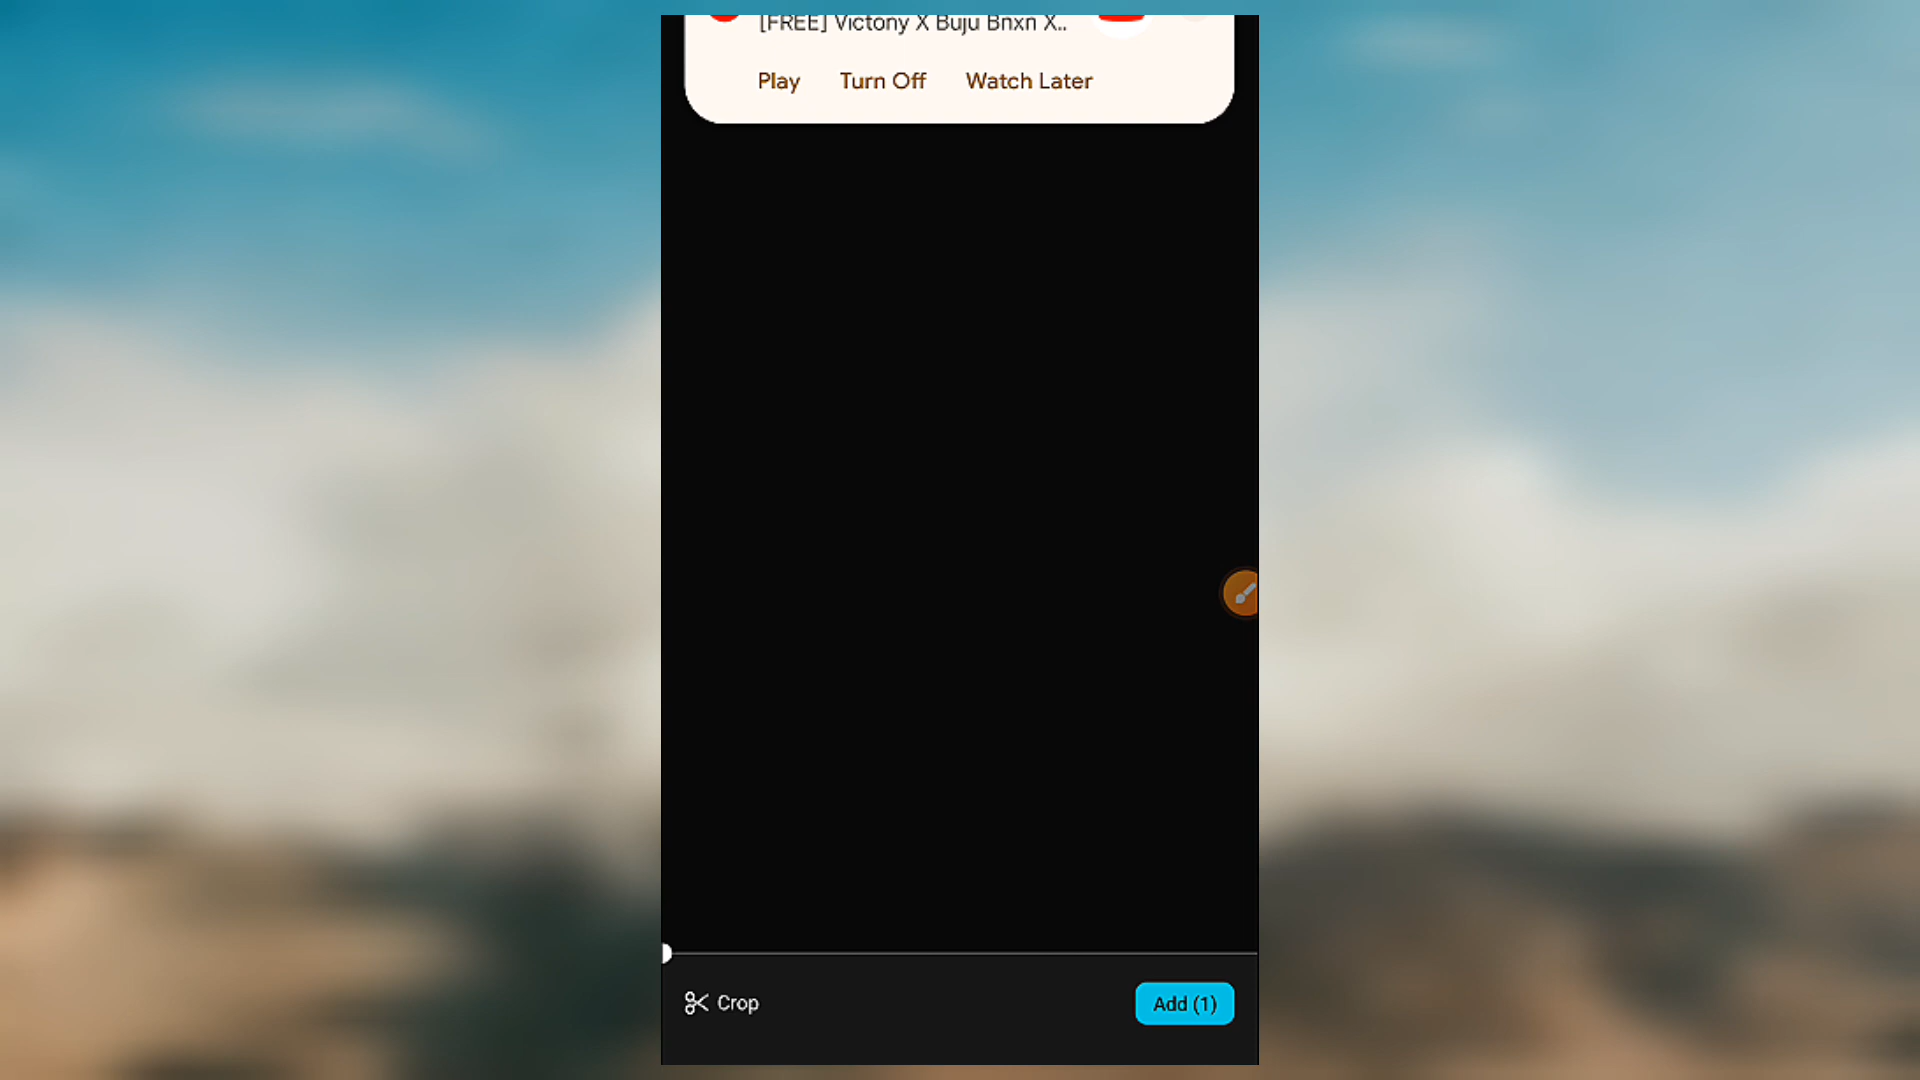 [FREE] Victony X Buju Bnxn X..
Play Turn Off Watch Later
Crop
Add (1)